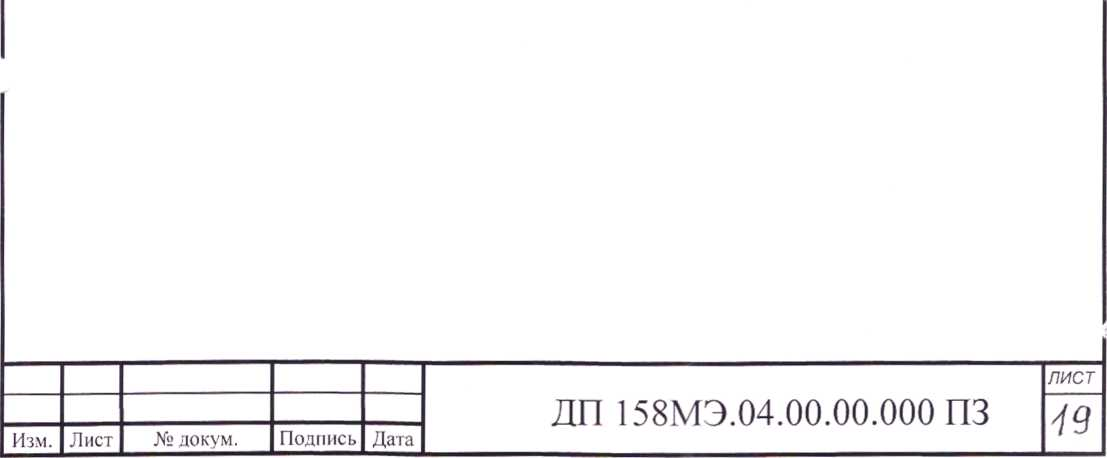 ЛИСТ
ДП 158МЭ.04.00.00.000 ПЗ
19
Изм. Лист № докум. Подпись Дата